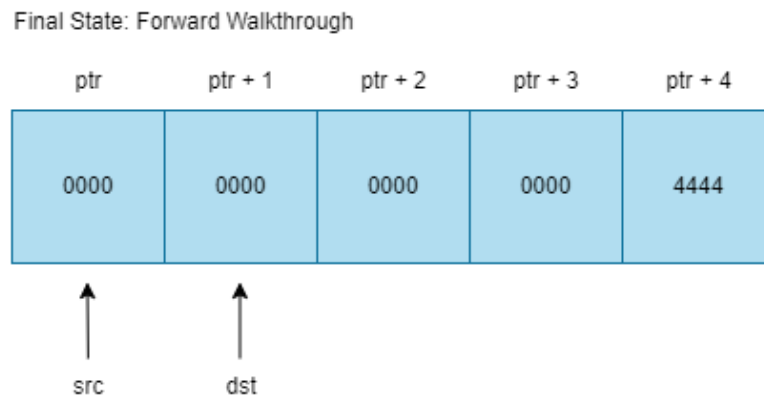 Final State: Forward Walkthrough
ptr ptr + 1 ptr + 2 ptr + 3 ptr + 4
0000 0000 0000 0000 4444
src dst